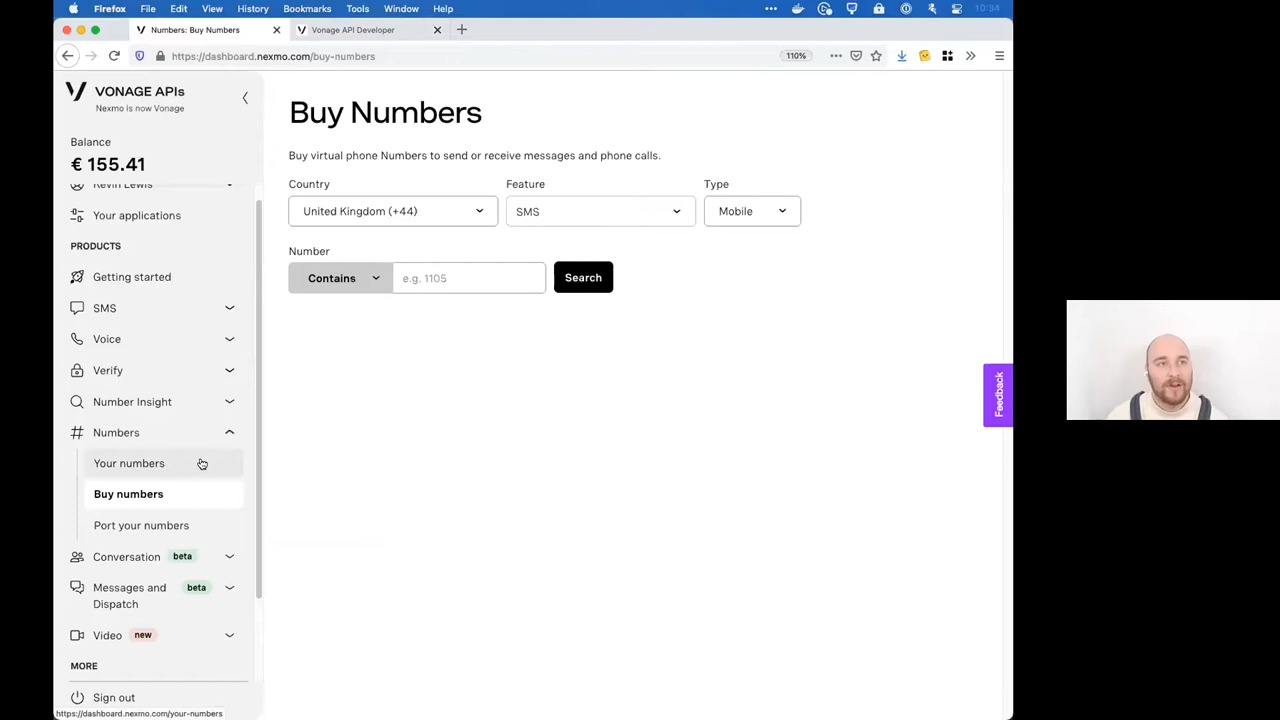 Firefox File Edit View History Bookmarks Tools Window Help 10:34
Numbers: Buy Numbers Vonage API Developer
https://dashboard.nexmo.com/buy-numbers 110%
VONAGE APIs
Nexmo is now Vonage
Balance
€ 155.41
Kevin Lewis
Your applications
PRODUCTS
Getting started
SMS
Voice
Verify
Number Insight
Numbers
Your numbers
Buy numbers
Port your numbers
Conversation beta
Messages and beta
Dispatch
Video new
MORE
Sign out
https://dashboard.nexmo.com/your-numbers
Buy Numbers
Buy virtual phone Numbers to send or receive messages and phone calls.
Country Feature Type
United Kingdom (+44) SMS Mobile
Number
Contains e.g. 1105 Search
Feedback